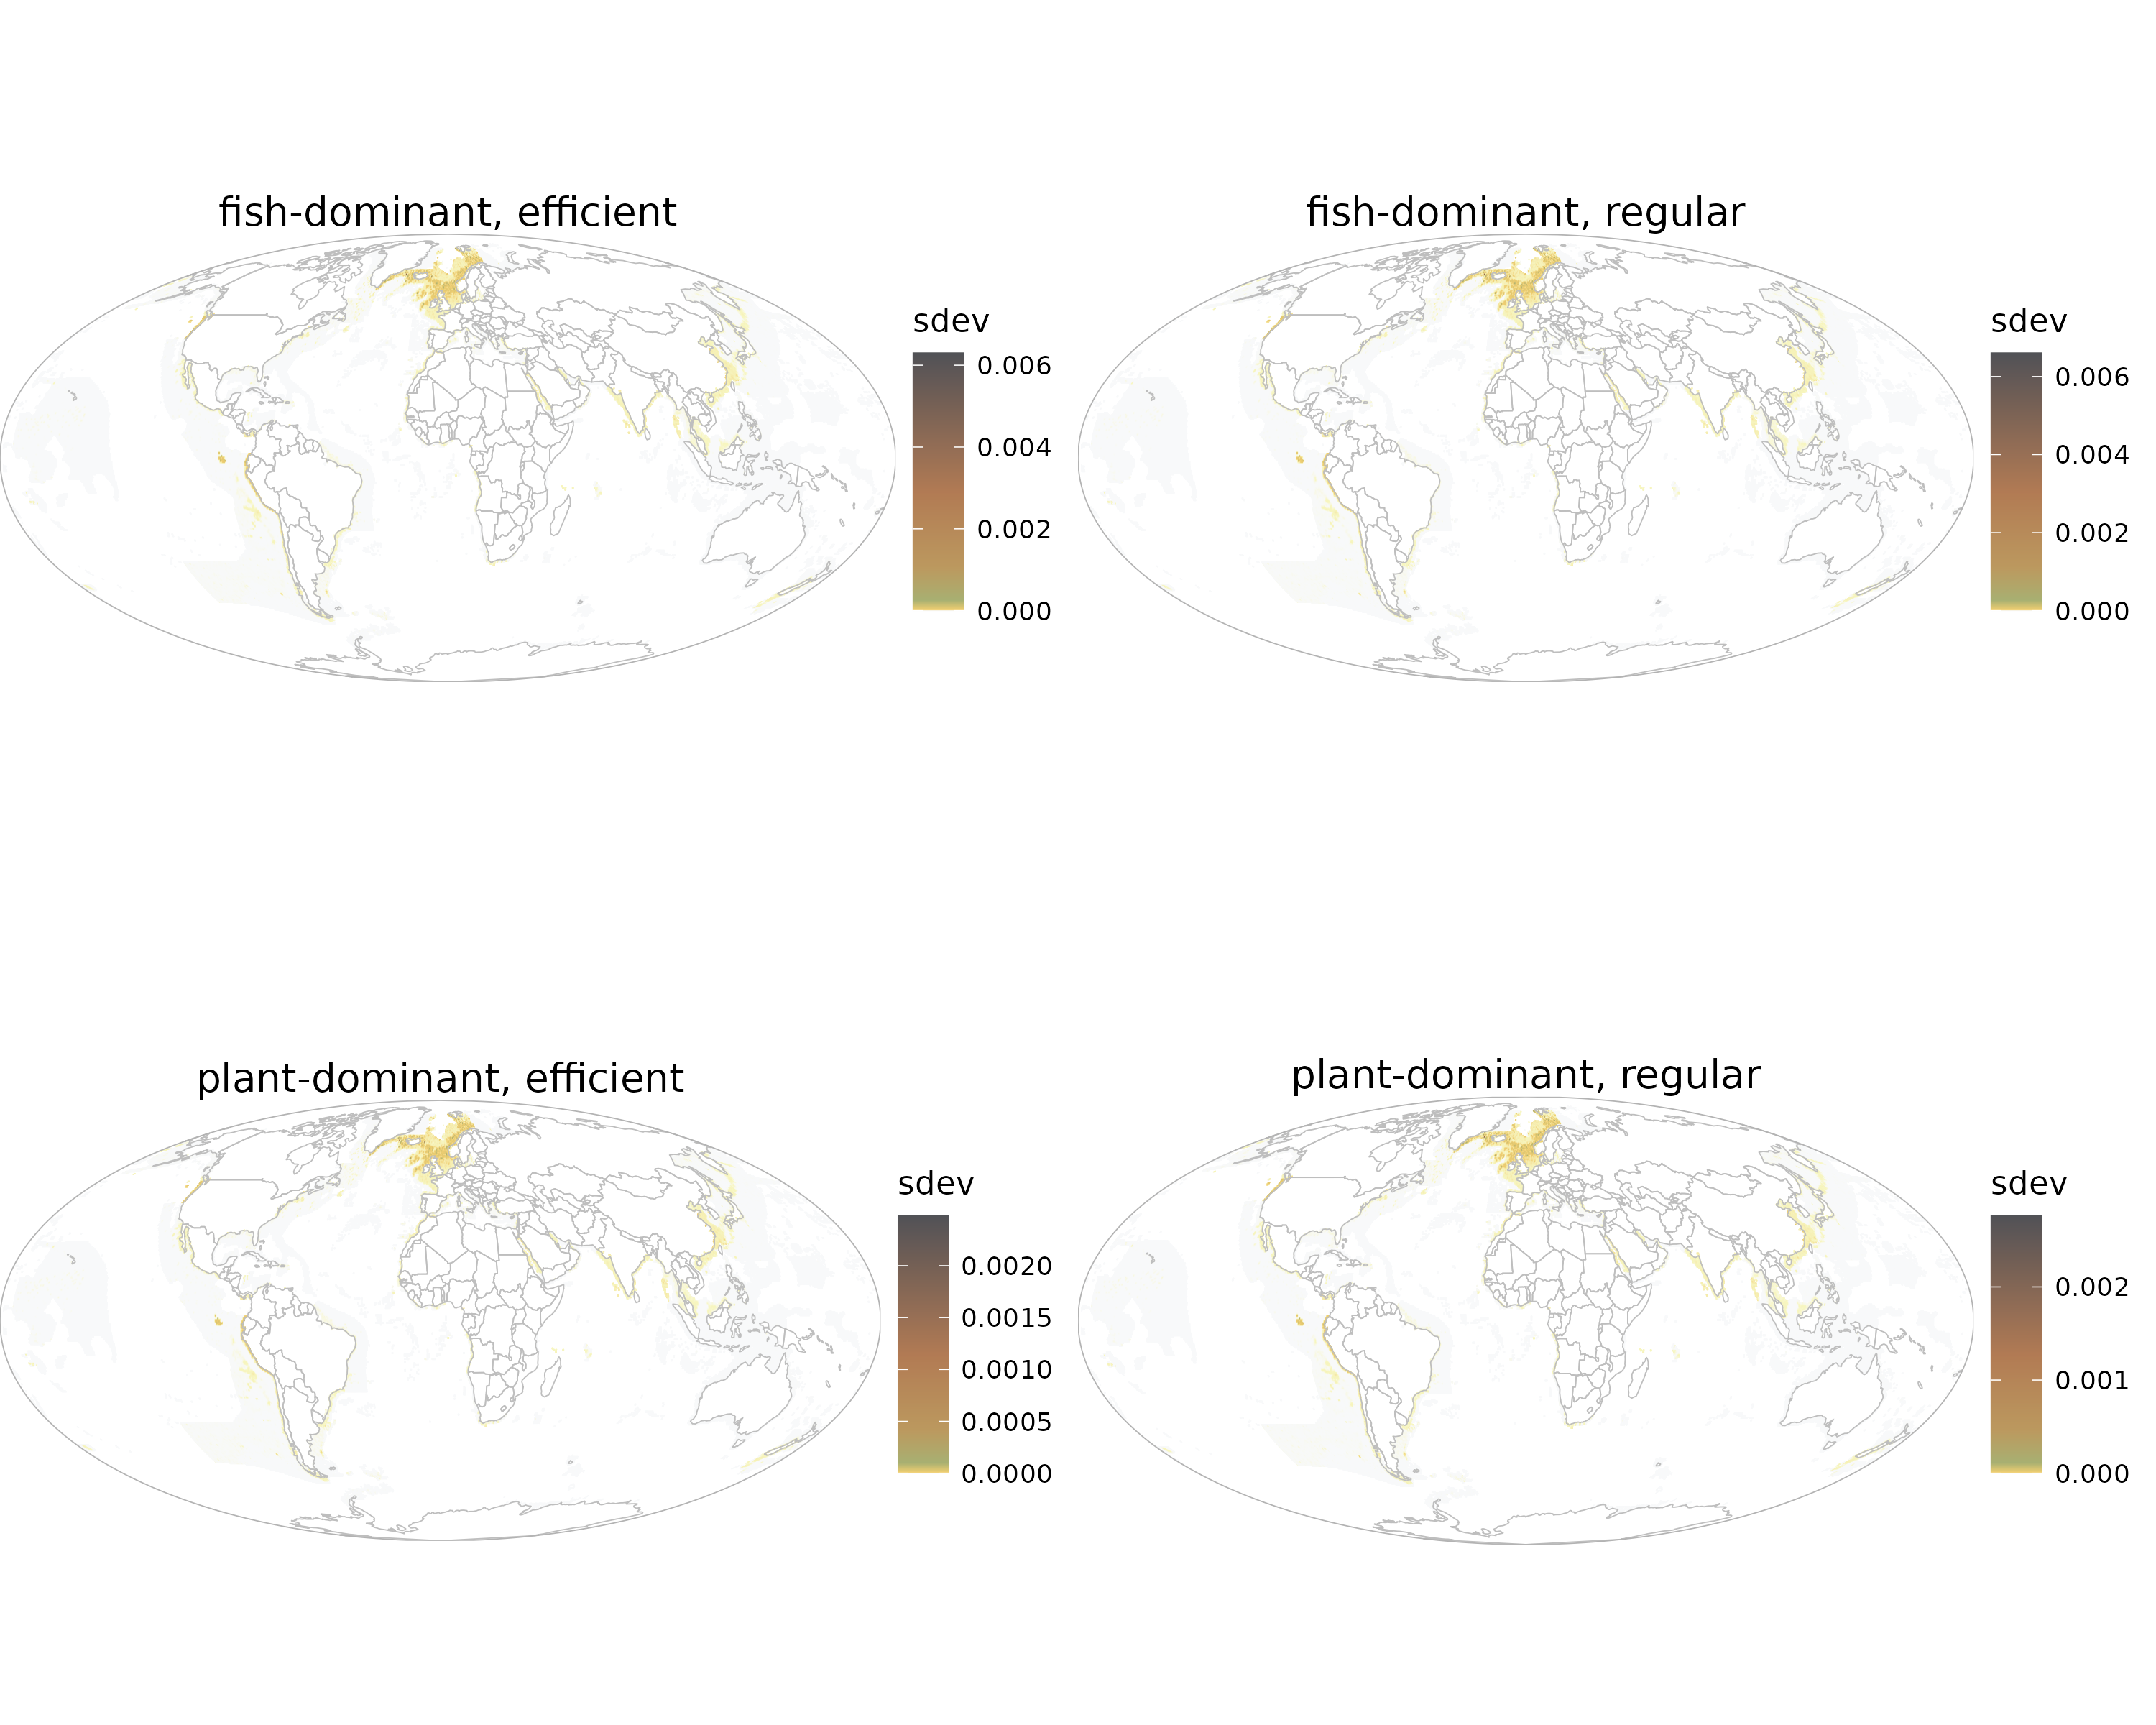 fish-dominant, efficient
sdev
0.006
0.004
0.002
0.000
fish-dominant, regular
sdev
0.006
0.004
0.002
0.000
plant-dominant, efficient
sdev
0.0020
0.0015
0.0010
0.0005
0.0000
plant-dominant, regular
sdev
0.002
0.001
0.000